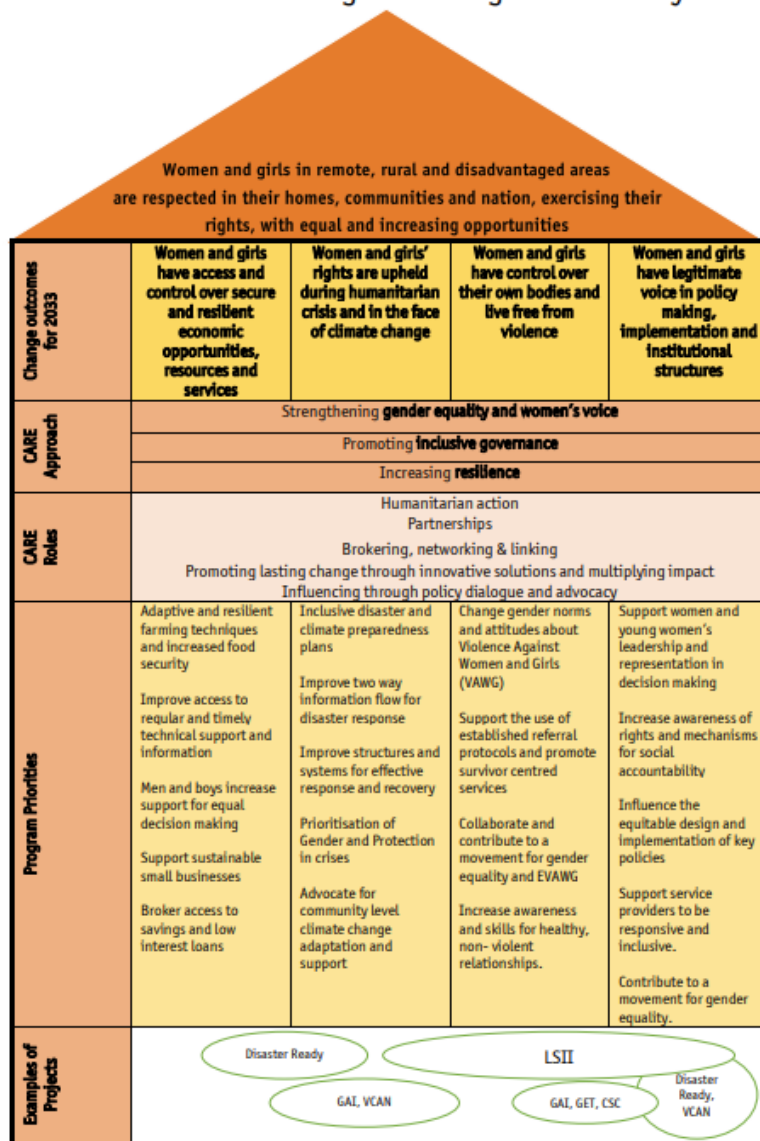 Women and girls in remote, rural and disadvantaged areas
are respected in their homes, communities and nation, exercising their
rights, with equal and increasing opportunities
Change outcomes
for 2033
Women and girls
have access and
control over secure
and resilient
economic
opportunities,
resources and
services
Women and girls'
rights are upheld
during humanitarian
crisis and in the face
of climate change
Women and girls
have control over
their own bodies and
live free from
violence
Women and girls
have legitimate
voice in policy
making,
implementation and
institutional
structures
CARE
Approach
Strengthening gender equality and women's voice
Promoting inclusive governance
Increasing resilience
CARE
Roles
Humanitarian action
Partnerships
Brokering, networking & linking
Promoting lasting change through innovative solutions and multiplying impact
Influencing through policy dialogue and advocacy
Program Priorities
Adaptive and resilient
farming techniques
and increased food
security
Improve access to
regular and timely
technical support and
information
Men and boys increase
support for equal
decision making
Support sustainable
small businesses
Broker access to
savings and low
interest loans
Inclusive disaster and
climate preparedness
plans
Improve two way
information flow for
disaster response
Improve structures and
systems for effective
response and recovery
Prioritisation of
Gender and Protection
in crises
Advocate for
community level
climate change
adaptation and
support
Change gender norms
and attitudes about
Violence Against
Women and Girls
(VAWG)
Support the use of
established referral
protocols and promote
survivor centred
services
Collaborate and
contribute to a
movement for gender
equality and EVAWG
Increase awareness
and skills for healthy,
non- violent
relationships.
Support women and
young women's
leadership and
representation in
decision making
Increase awareness of
rights and mechanisms
for social
accountability
Influence the
equitable design and
implementation of key
policies
Support service
providers to be
responsive and
inclusive.
Contribute to a
movement for gender
equality.
Examples of
Projects
Disaster Ready
LSII
GAI, VCAN
GAI, GET, CSC
Disaster
Ready,
VCAN